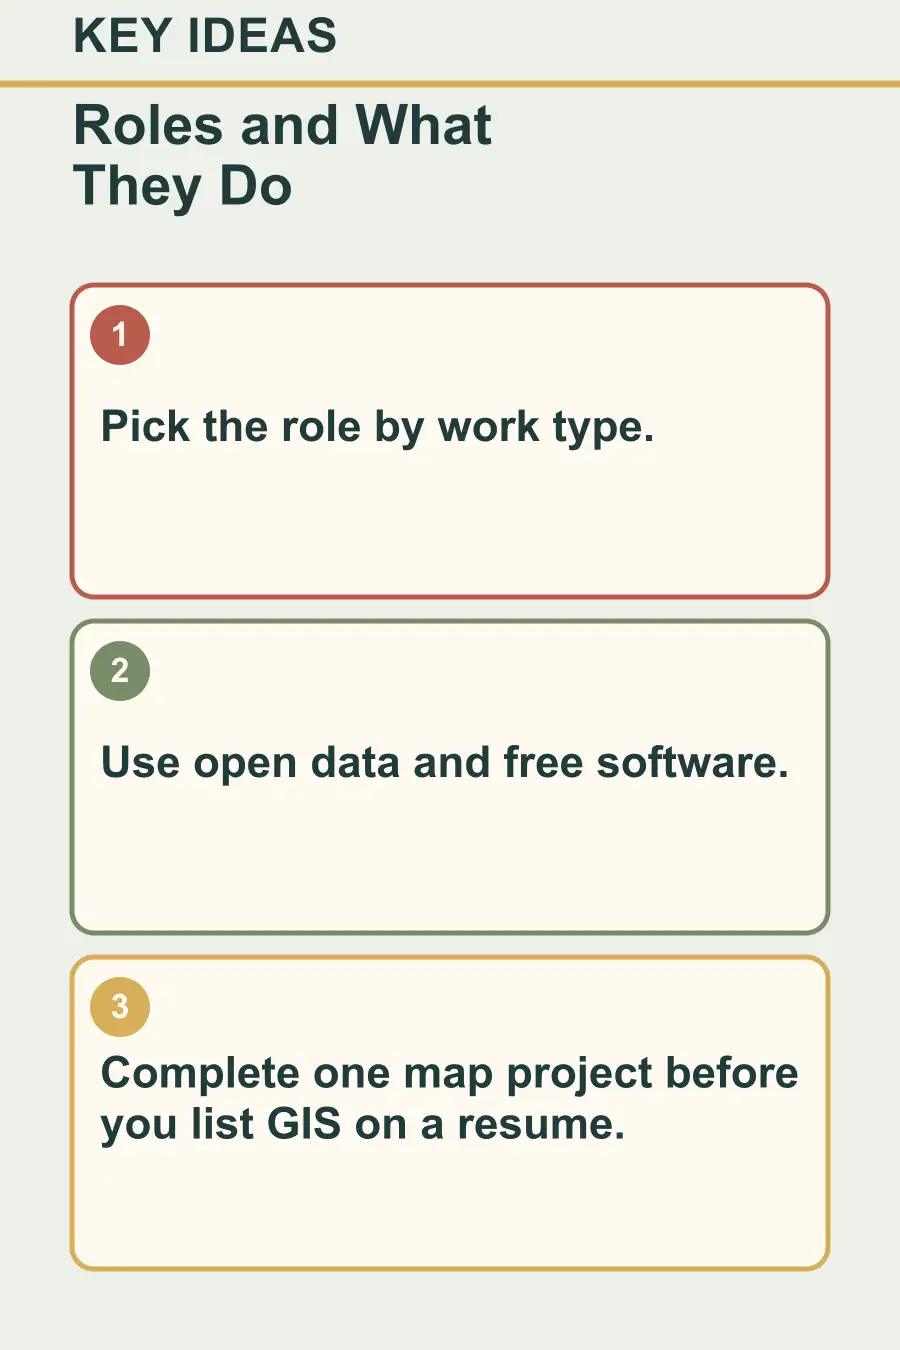 KEY IDEAS
Roles and What
They Do
1
Pick the role by work type.
2
Use open data and free software.
3
Complete one map project before
you list GIS on a resume.